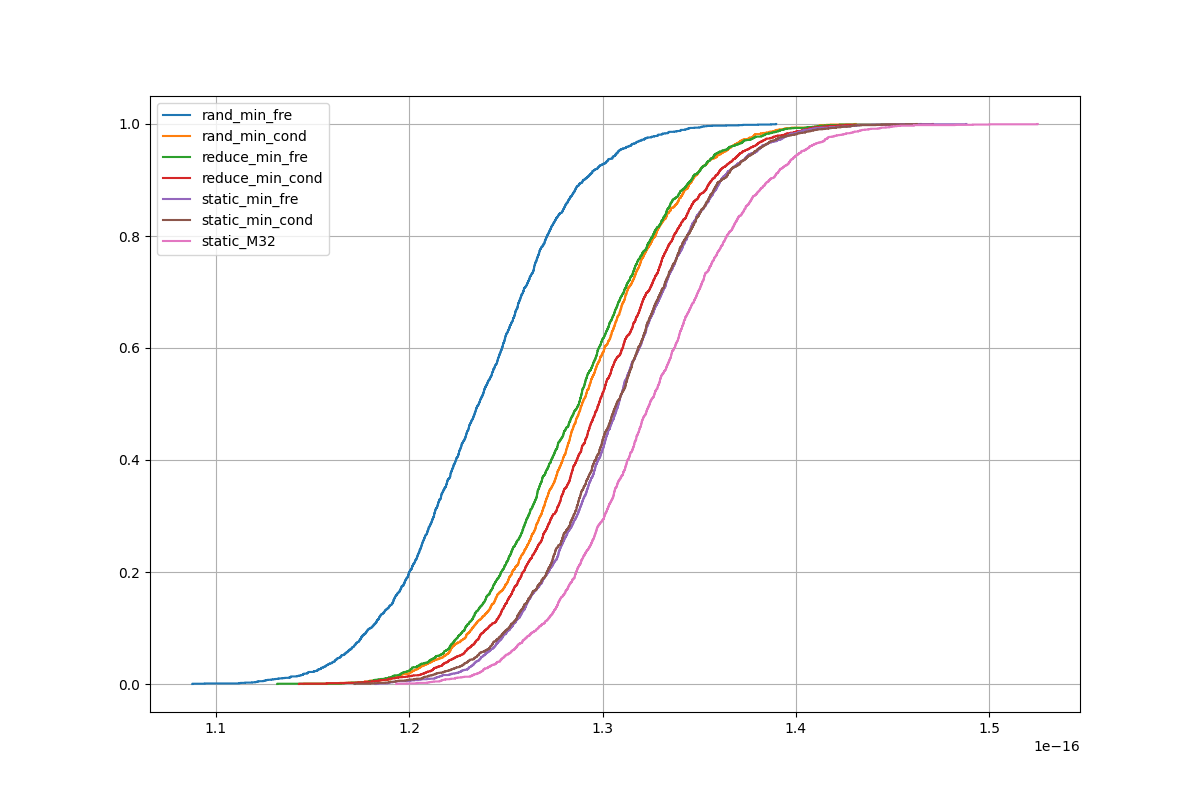 rand_min_fre
rand_min_cond
reduce_min_fre
reduce_min_cond
static_min_fre
static_min_cond
static_M32
1.0
0.8
0.6
0.4
0.2
0.0
1.1 1.2 1.3 1.4 1.5
1e−16